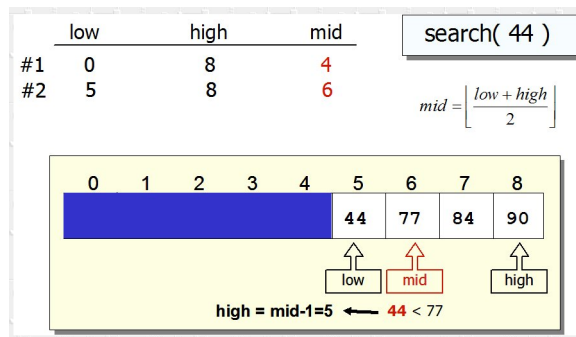 low high mid
search( 44 )
#1 0 8 4
#2 5 8 6
mid = ⌊ low + high / 2 ⌋
0 1 2 3 4 5 6 7 8
44 77 84 90
low mid high
high = mid-1=5 ← 44 < 77